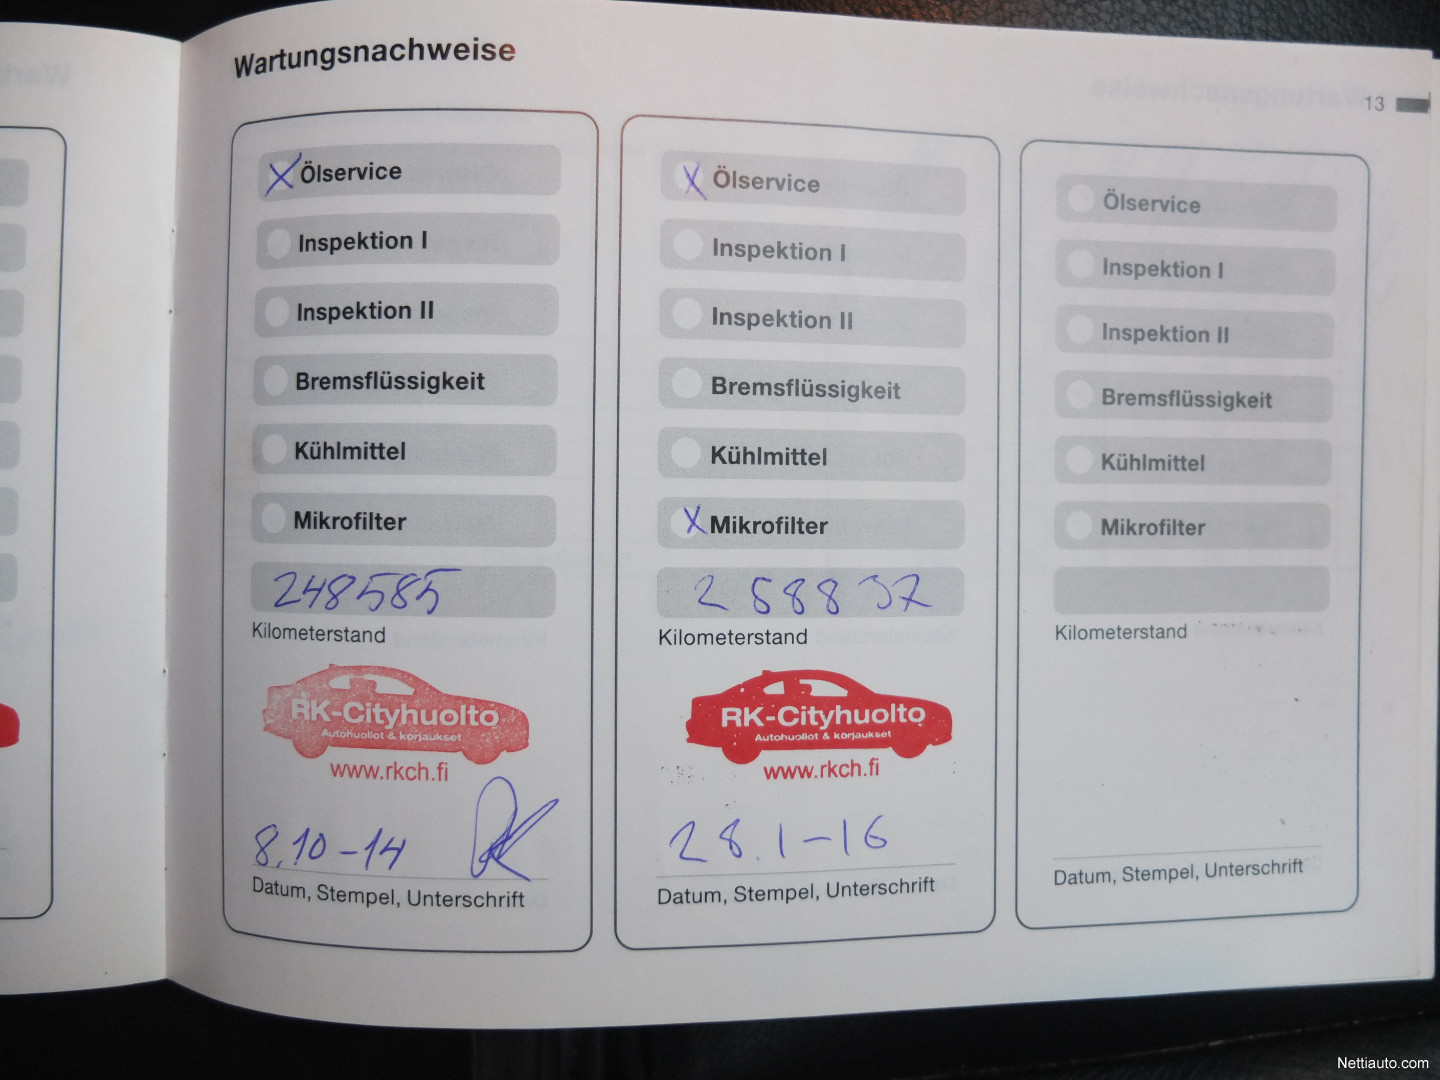 Wartungsnachweise
13
X Ölservice
Inspektion I
Inspektion II
Bremsflüssigkeit
Kühlmittel
Mikrofilter
248585
Kilometerstand
RK-Cityhuolto
Autohuollot & korjaukset
www.rkch.fi
8.10-14 RK
Datum, Stempel, Unterschrift
X Ölservice
Inspektion I
Inspektion II
Bremsflüssigkeit
Kühlmittel
X Mikrofilter
258837
Kilometerstand
RK-Cityhuolto
Autohuollot & korjaukset
www.rkch.fi
28.1-16
Datum, Stempel, Unterschrift
Ölservice
Inspektion I
Inspektion II
Bremsflüssigkeit
Kühlmittel
Mikrofilter
Kilometerstand
Datum, Stempel, Unterschrift
Nettiauto.com